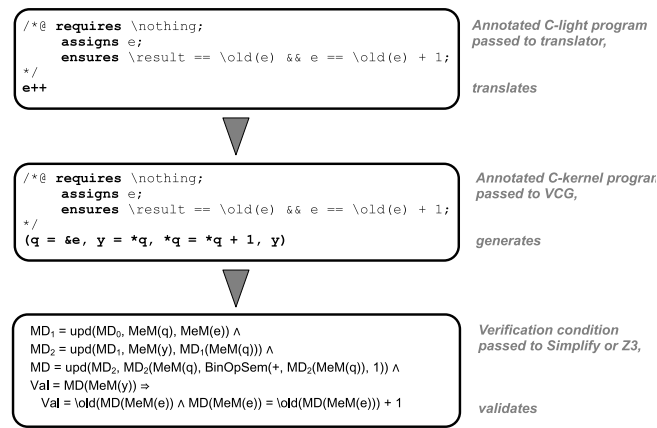 /*@ requires \nothing;
assigns e;
ensures \result == \old(e) && e == \old(e) + 1;
*/
e++
Annotated C-light program
passed to translator,
translates
/*@ requires \nothing;
assigns e;
ensures \result == \old(e) && e == \old(e) + 1;
*/
(q = &e, y = *q, *q = *q + 1, y)
Annotated C-kernel program
passed to VCG,
generates
MD₁ = upd(MD₀, MeM(q), MeM(e)) ∧
MD₂ = upd(MD₁, MeM(y), MD₁(MeM(q))) ∧
MD = upd(MD₂, MD₂(MeM(q), BinOpSem(+, MD₂(MeM(q)), 1)) ∧
Val = MD(MeM(y)) ⇒
Val = \old(MD(MeM(e)) ∧ MD(MeM(e)) = \old(MD(MeM(e))) + 1
Verification condition
passed to Simplify or Z3,
validates